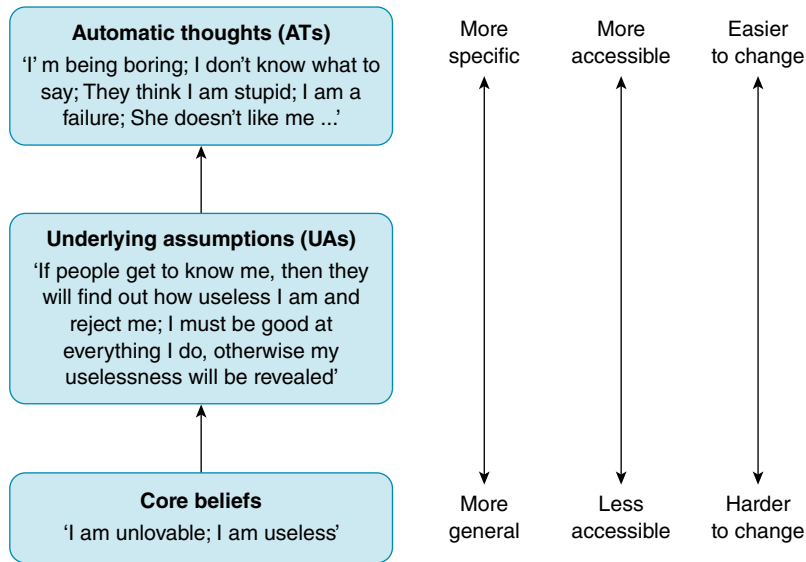 Automatic thoughts (ATs)
‘I’ m being boring; I don’t know what to
say; They think I am stupid; I am a
failure; She doesn’t like me ...’
More
specific
More
accessible
Easier
to change
Underlying assumptions (UAs)
‘If people get to know me, then they
will find out how useless I am and
reject me; I must be good at
everything I do, otherwise my
uselessness will be revealed’
Core beliefs
‘I am unlovable; I am useless’
More
general
Less
accessible
Harder
to change